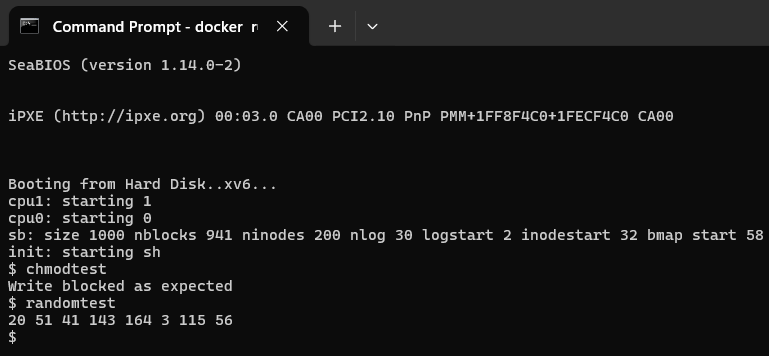 Command Prompt - docker r
SeaBIOS (version 1.14.0-2)
iPXE (http://ipxe.org) 00:03.0 CA00 PCI2.10 PnP PMM+1FF8F4C0+1FECF4C0 CA00
Booting from Hard Disk..xv6...
cpu1: starting 1
cpu0: starting 0
sb: size 1000 nblocks 941 ninodes 200 nlog 30 logstart 2 inodestart 32 bmap start 58
init: starting sh
$ chmodtest
Write blocked as expected
$ randomtest
20 51 41 143 164 3 115 56
$